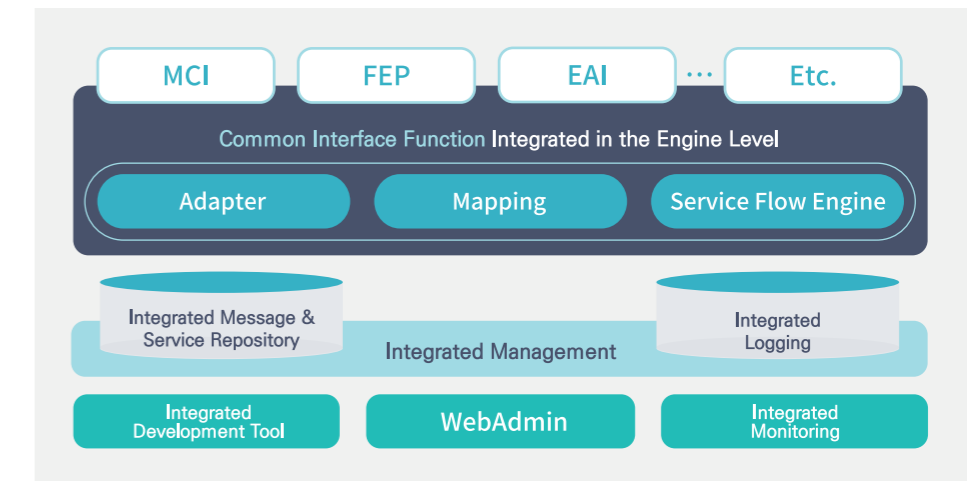 MCI
FEP
EAI
...
Etc.
Common Interface Function Integrated in the Engine Level
Adapter
Mapping
Service Flow Engine
Integrated Message &
Service Repository
Integrated Management
Integrated
Logging
Integrated
Development Tool
WebAdmin
Integrated
Monitoring